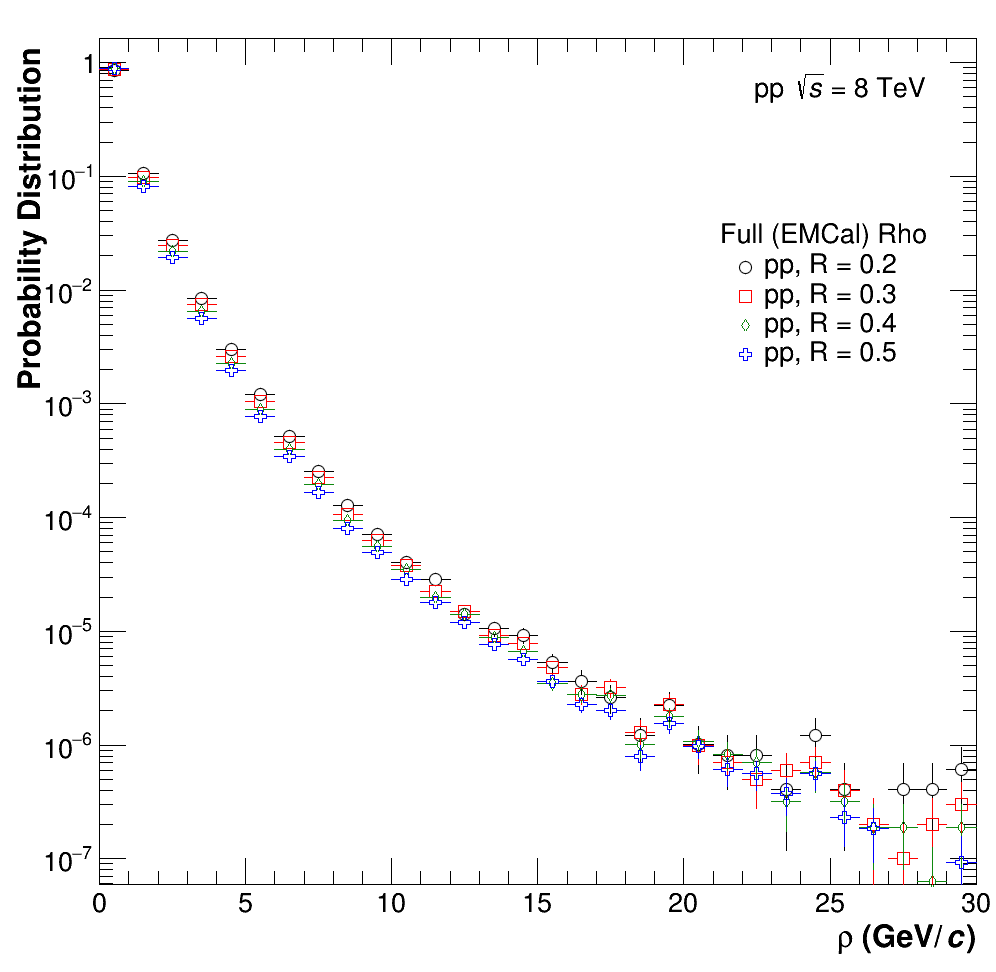 pp √s = 8 TeV
Full (EMCal) Rho
pp, R = 0.2
pp, R = 0.3
pp, R = 0.4
pp, R = 0.5
Probability Distribution
1
10⁻¹
10⁻²
10⁻³
10⁻⁴
10⁻⁵
10⁻⁶
10⁻⁷
0 5 10 15 20 25 30
ρ (GeV/c)